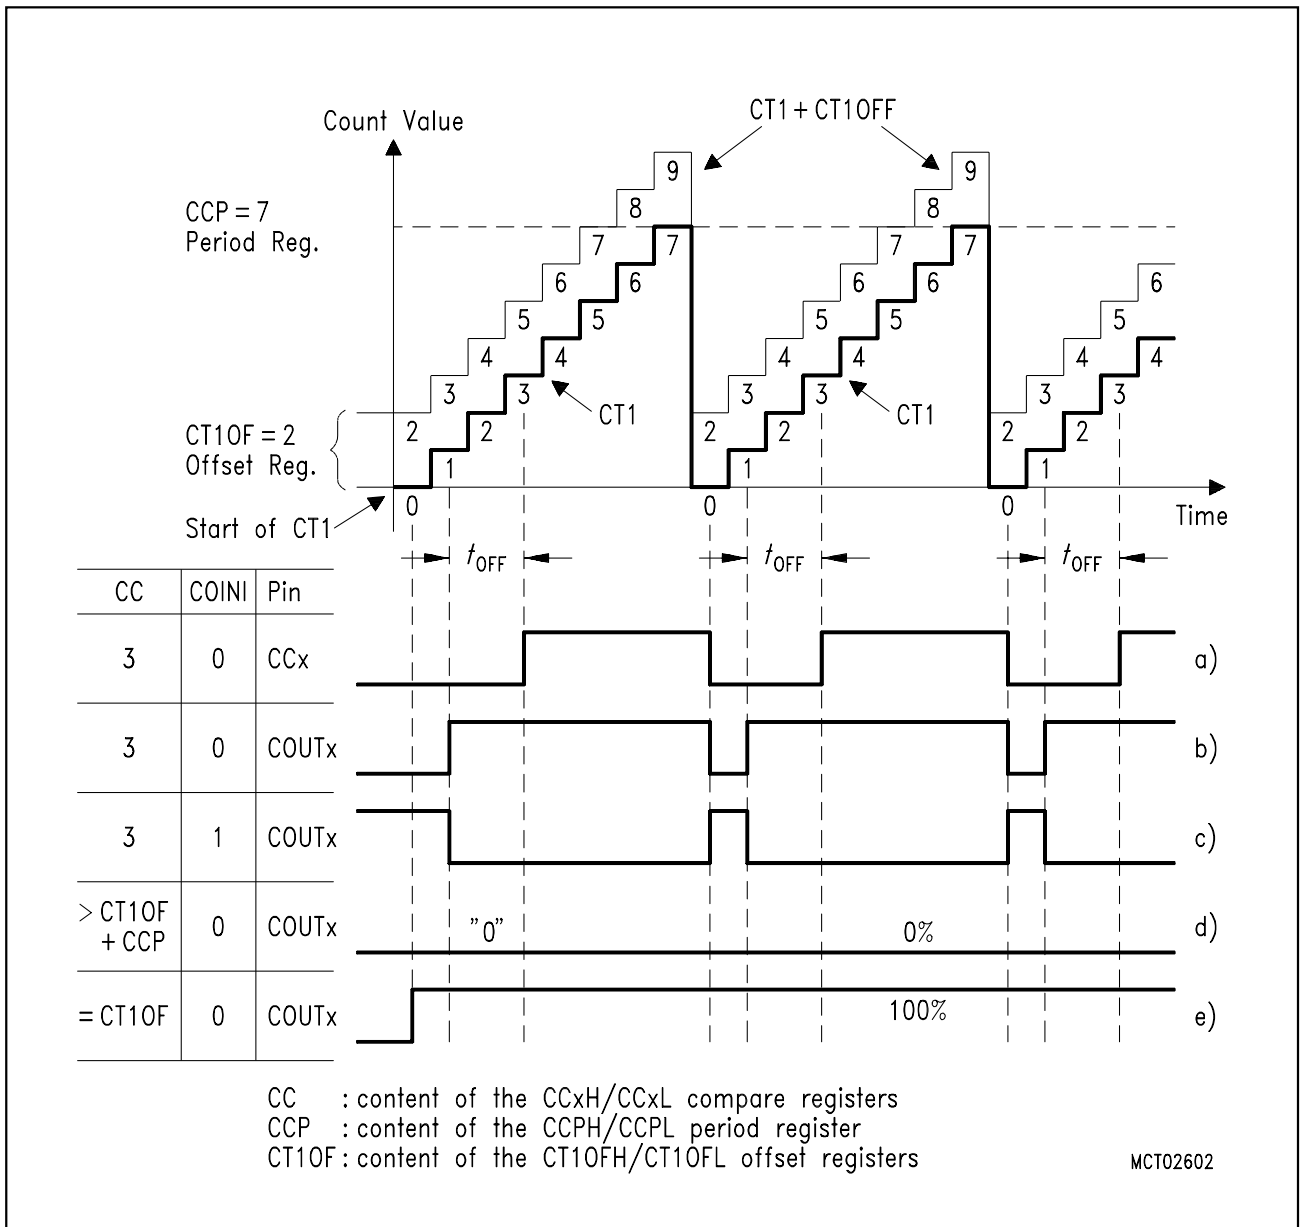 Count Value
CT1 + CT1OFF
CCP = 7
Period Reg.
9 9
8 8
7 7 7 7
6 6 6 6 6
5 5 5 5 5
4 4 4 4 4 4
3 3 3 3 3 3
CT1 CT1
CT1OF = 2
Offset Reg.
2 2 2 2 2 2
1 1 1
0 0 0
Start of CT1
Time
tOFF tOFF tOFF
CC COINI Pin
3 0 CCx a)
3 0 COUTx b)
3 1 COUTx c)
> CT1OF
+ CCP 0 COUTx "0" 0% d)
= CT1OF 0 COUTx 100% e)
CC : content of the CCxH/CCxL compare registers
CCP : content of the CCPH/CCPL period register
CT1OF : content of the CT1OFH/CT1OFL offset registers
MCT02602